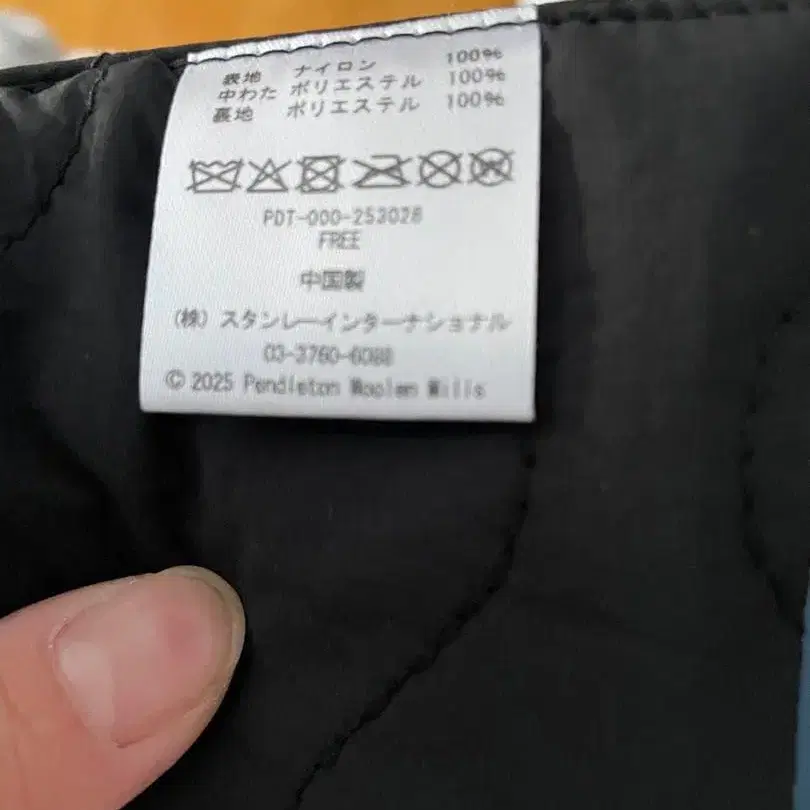 表地 ナイロン 100%
中わた ポリエステル 100%
裏地 ポリエステル 100%
PDT-000-253028
FREE
中国製
(株) スタンレーインターナショナル
03-3760-6088
© 2025 Pendleton Woolen Mills